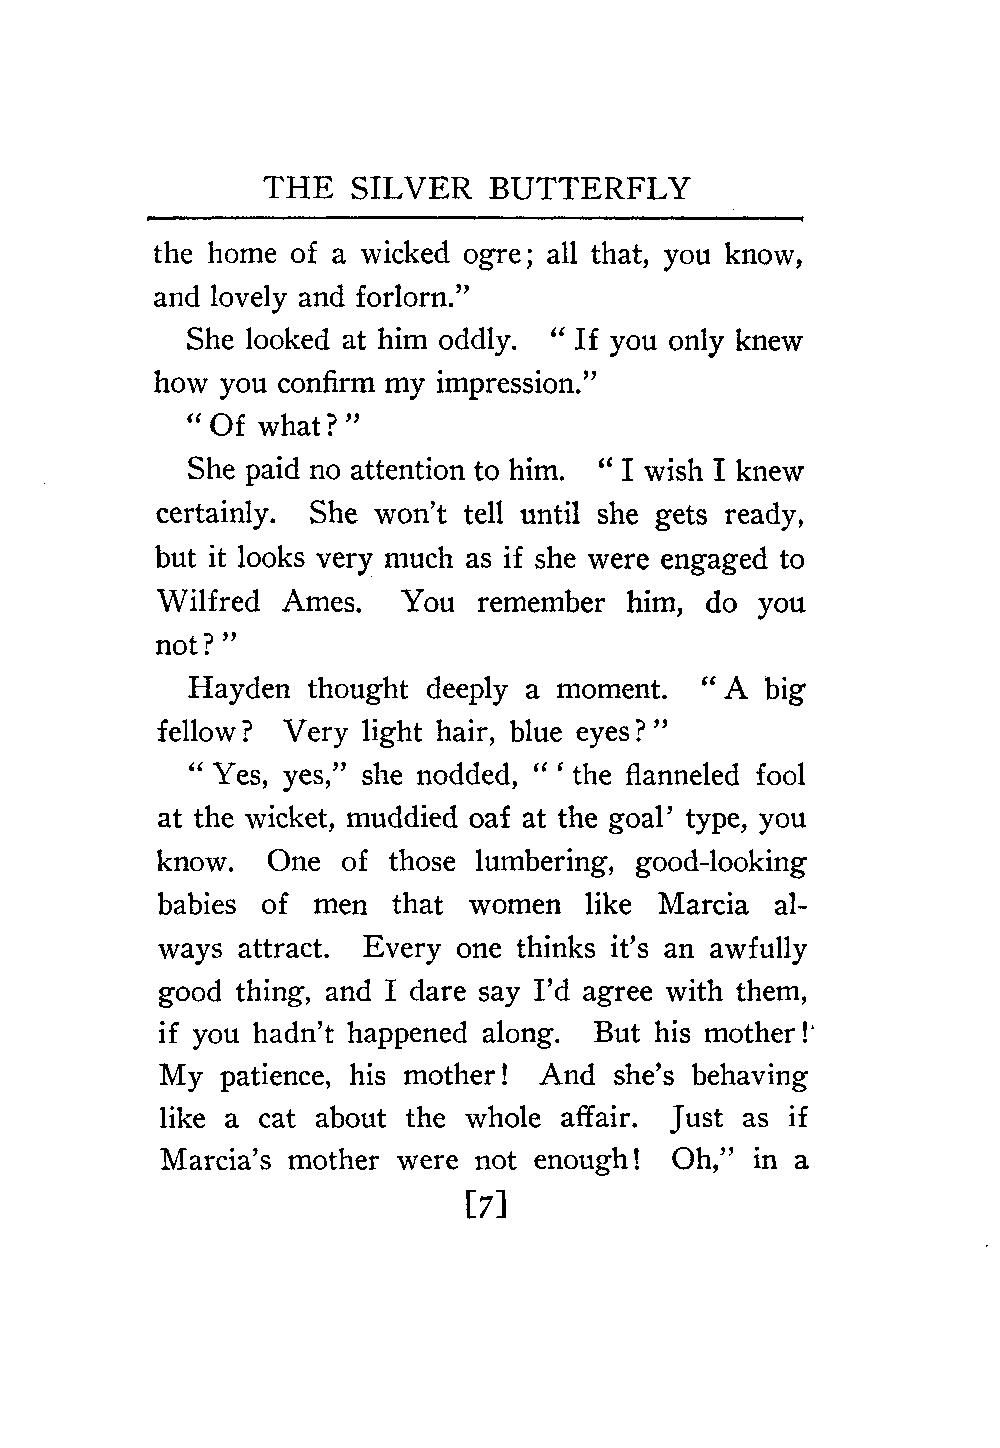 THE SILVER BUTTERFLY
the home of a wicked ogre; all that, you know,
and lovely and forlorn.”
She looked at him oddly. “ If you only knew
how you confirm my impression.”
“ Of what? ”
She paid no attention to him. “ I wish I knew
certainly. She won’t tell until she gets ready,
but it looks very much as if she were engaged to
Wilfred Ames. You remember him, do you
not? ”
Hayden thought deeply a moment. “ A big
fellow? Very light hair, blue eyes? ”
“ Yes, yes,” she nodded, “ ‘ the flanneled fool
at the wicket, muddied oaf at the goal’ type, you
know. One of those lumbering, good-looking
babies of men that women like Marcia al-
ways attract. Every one thinks it’s an awfully
good thing, and I dare say I’d agree with them,
if you hadn’t happened along. But his mother!
My patience, his mother! And she’s behaving
like a cat about the whole affair. Just as if
Marcia’s mother were not enough! Oh,” in a
[7]